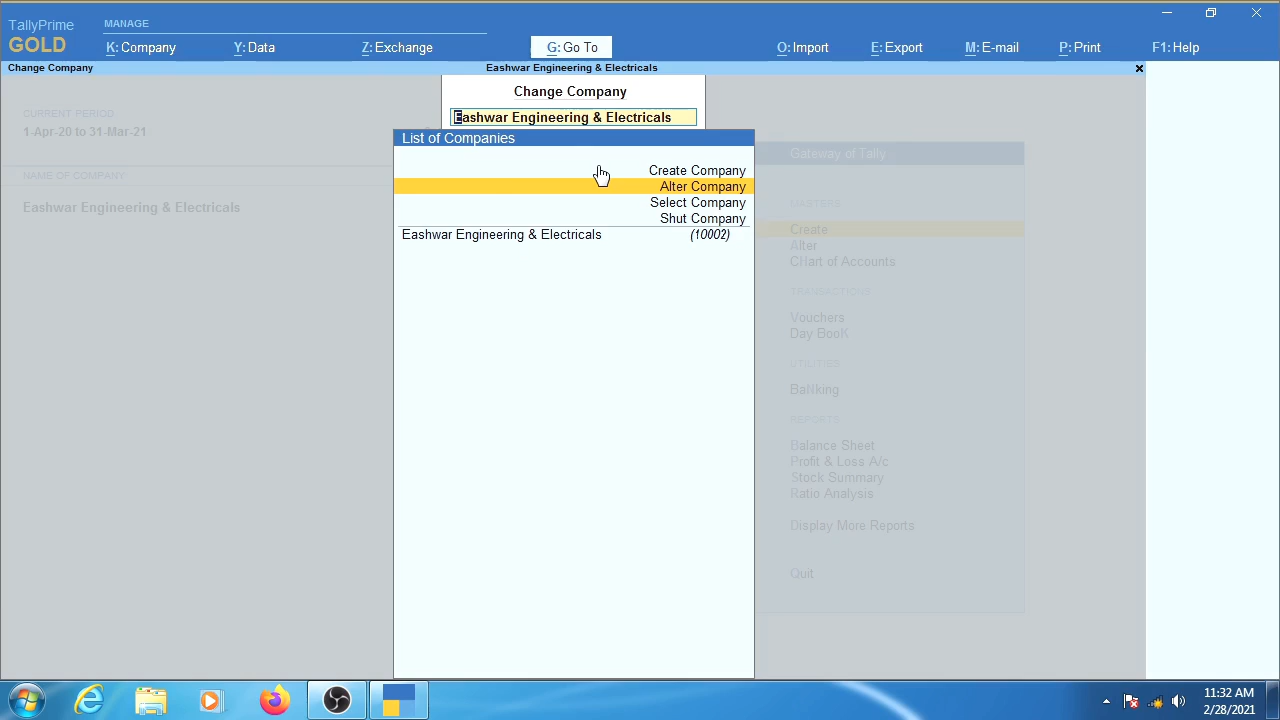 TallyPrime
GOLD
MANAGE
K: Company
Y: Data
Z: Exchange
G: Go To
O: Import
E: Export
M: E-mail
P: Print
F1: Help
Change Company
Eashwar Engineering & Electricals
Change Company
CURRENT PERIOD
1-Apr-20 to 31-Mar-21
Eashwar Engineering & Electricals
List of Companies
Create Company
Alter Company
Select Company
Shut Company
Eashwar Engineering & Electricals (10002)
NAME OF COMPANY
Eashwar Engineering & Electricals
Gateway of Tally
MASTERS
Create
Alter
CHart of Accounts
TRANSACTIONS
Vouchers
Day BooK
UTILITIES
BaNking
REPORTS
Balance Sheet
Profit & Loss A/c
Stock Summary
Ratio Analysis
Display More Reports
Quit
11:32 AM
2/28/2021